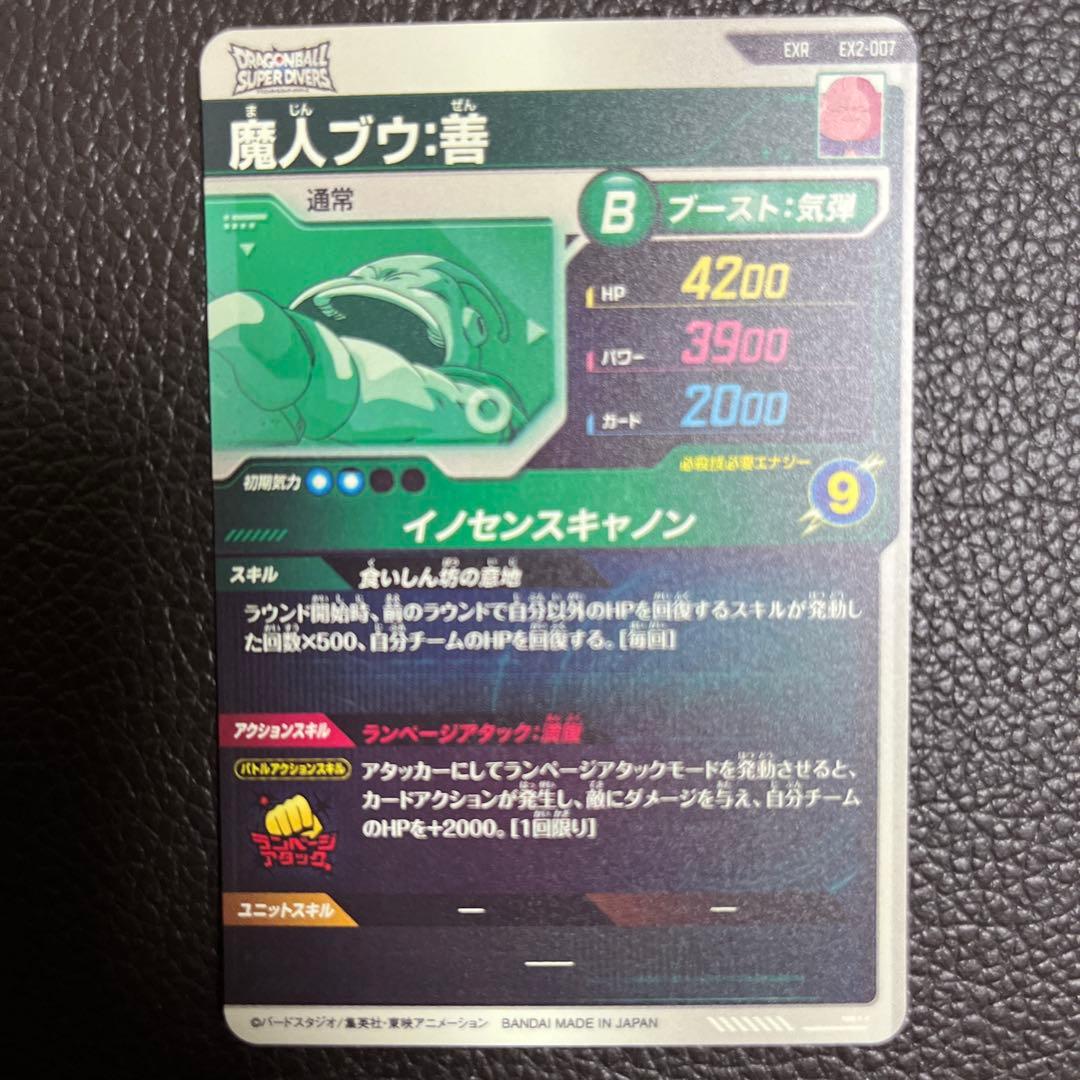 DRAGONBALL
SUPER DIVERS
EXR EX2-007
ま じん ぜん
魔人ブウ:善
通常
B ブースト:気弾
HP 4200
パワー 3900
ガード 2000
必殺技必要エナジー
初期気力
9
イノセンスキャノン
スキル 食いしん坊の意地
ラウンド開始時、前のラウンドで自分以外のHPを回復するスキルが発動し
た回数×500、自分チームのHPを回復する。[毎回]
アクションスキル ランペ―ジアタック:満腹
バトルアクションスキル
アタッカーにしてランページアタックモードを発動させると、
カードアクションが発生し、敵にダメージを与え、自分チーム
のHPを+2000。[1回限り]
ランページ
アタック
ユニットスキル ー ー
ー
©バードスタジオ/集英社・東映アニメーション BANDAI MADE IN JAPAN